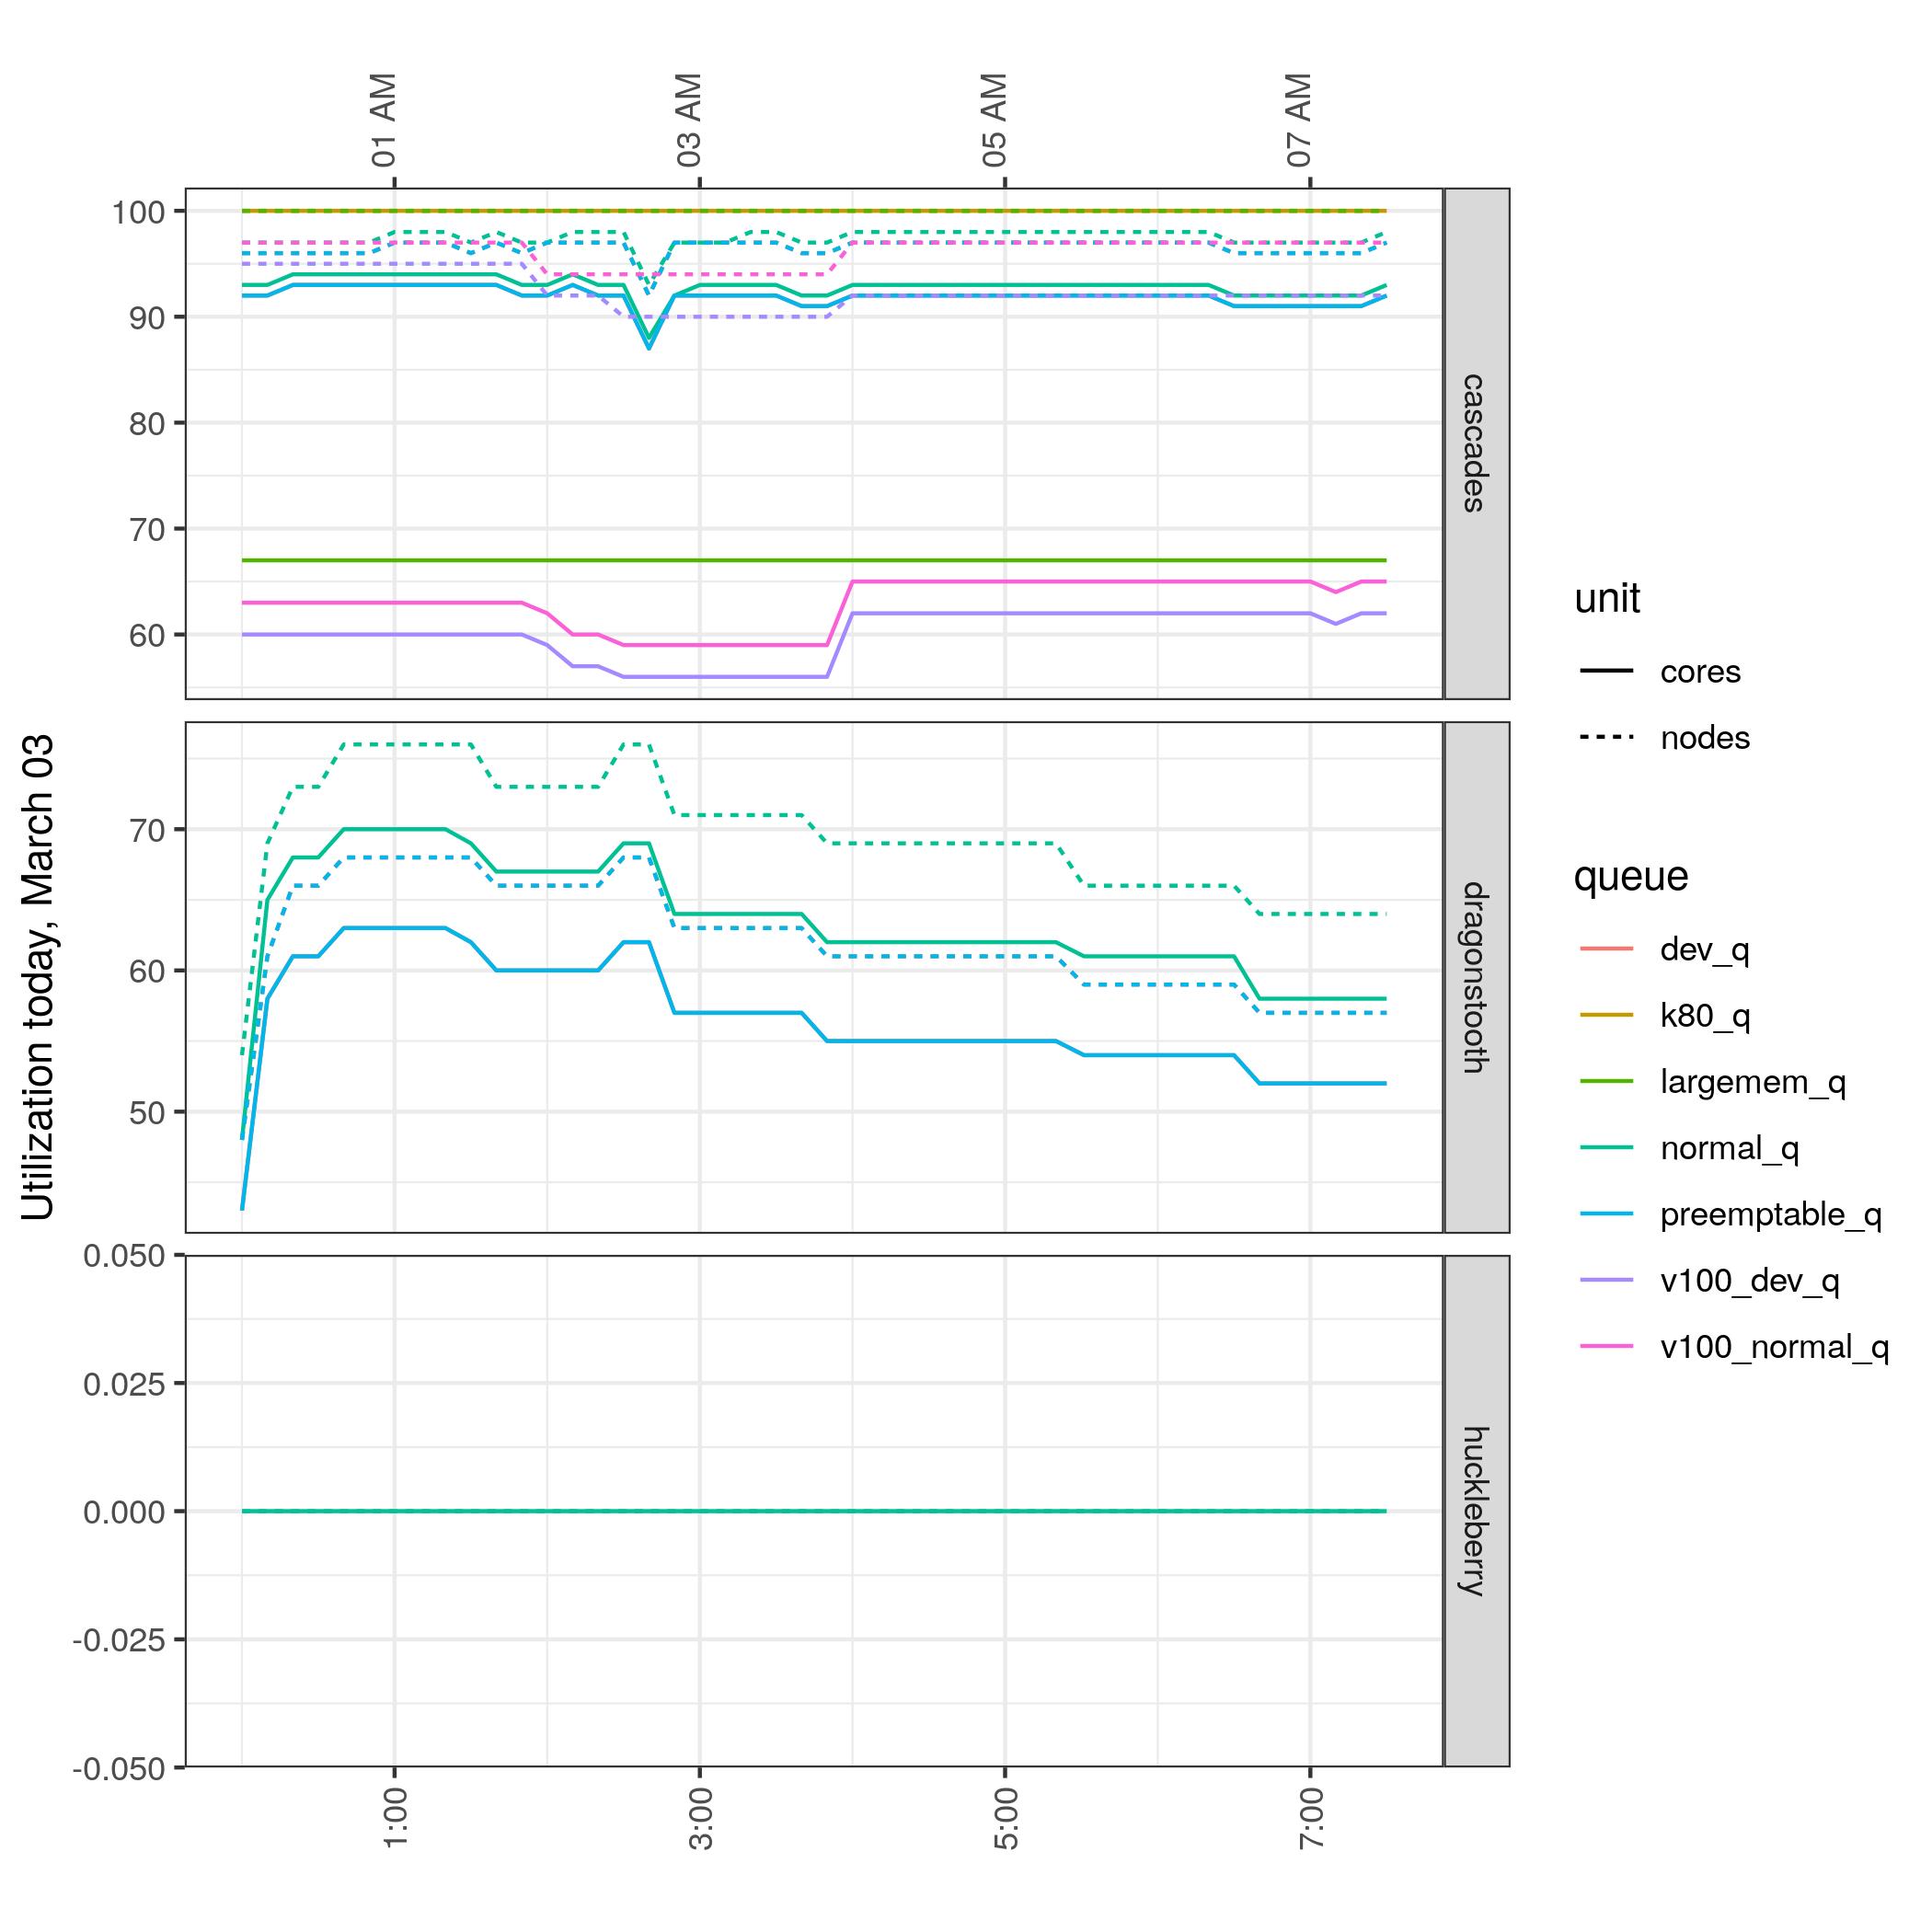 01 AM
03 AM
05 AM
07 AM
Utilization today, March 03
100
90
80
70
60
cascades
70
60
50
dragonstooth
0.050
0.025
0.000
-0.025
-0.050
huckleberry
1:00
3:00
5:00
7:00
unit
cores
nodes
queue
dev_q
k80_q
largemem_q
normal_q
preemptable_q
v100_dev_q
v100_normal_q